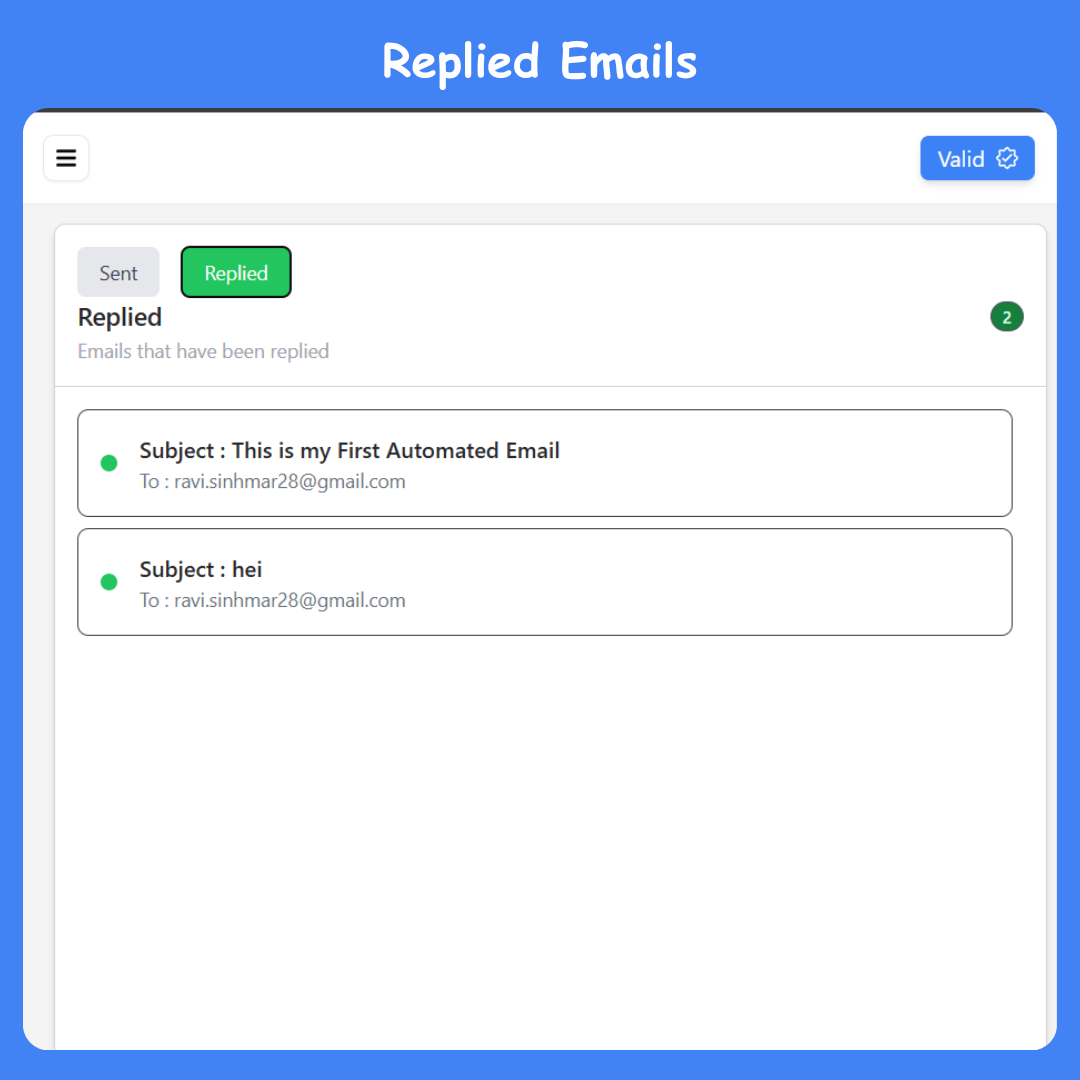 Replied Emails
Valid
Sent
Replied
Replied
2
Emails that have been replied
Subject : This is my First Automated Email
To : ravi.sinhmar28@gmail.com
Subject : hei
To : ravi.sinhmar28@gmail.com